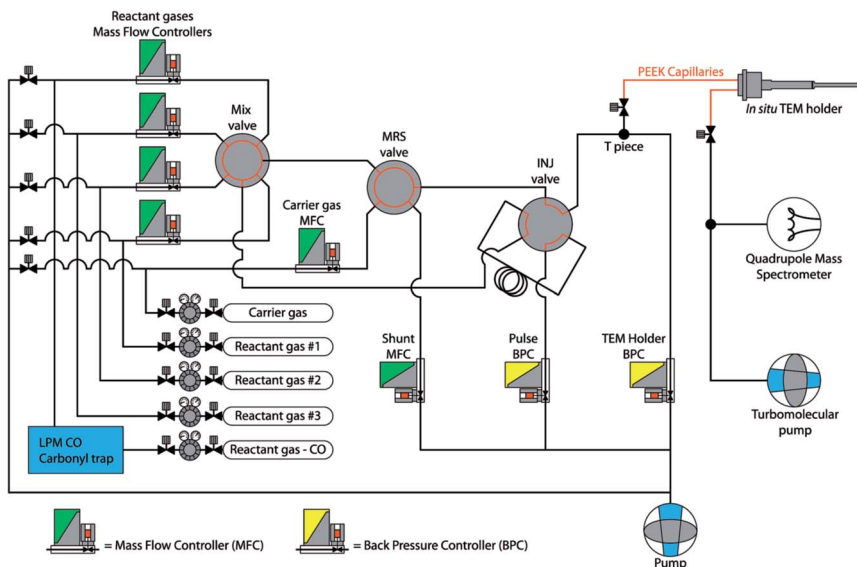 Reactant gases
Mass Flow Controllers
PEEK Capillaries
In situ TEM holder
Mix
valve
MRS
valve
INJ
valve
T piece
Carrier gas
MFC
Quadrupole Mass
Spectrometer
Carrier gas
Reactant gas #1
Reactant gas #2
Reactant gas #3
Reactant gas - CO
Shunt
MFC
Pulse
BPC
TEM Holder
BPC
Turbomolecular
pump
LPM CO
Carbonyl trap
= Mass Flow Controller (MFC)
= Back Pressure Controller (BPC)
Pump